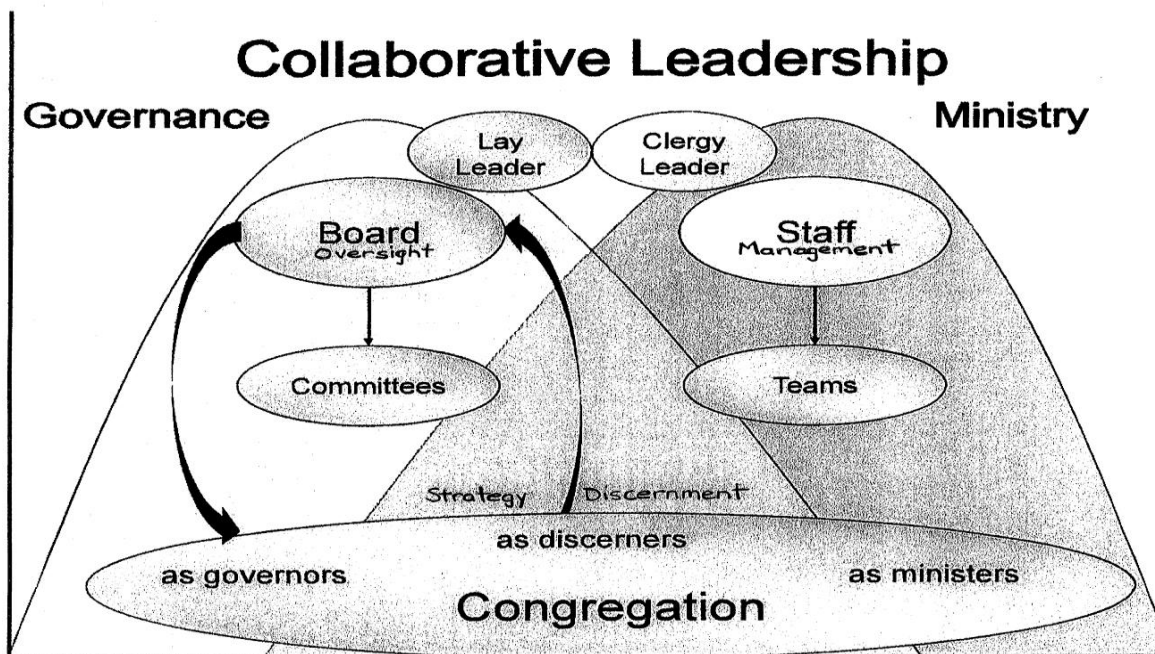 Collaborative Leadership
Governance
Ministry
Lay
Leader
Clergy
Leader
Board
Oversight
Staff
Management
Committees
Teams
Strategy
Discernment
as discerners
as governors
as ministers
Congregation